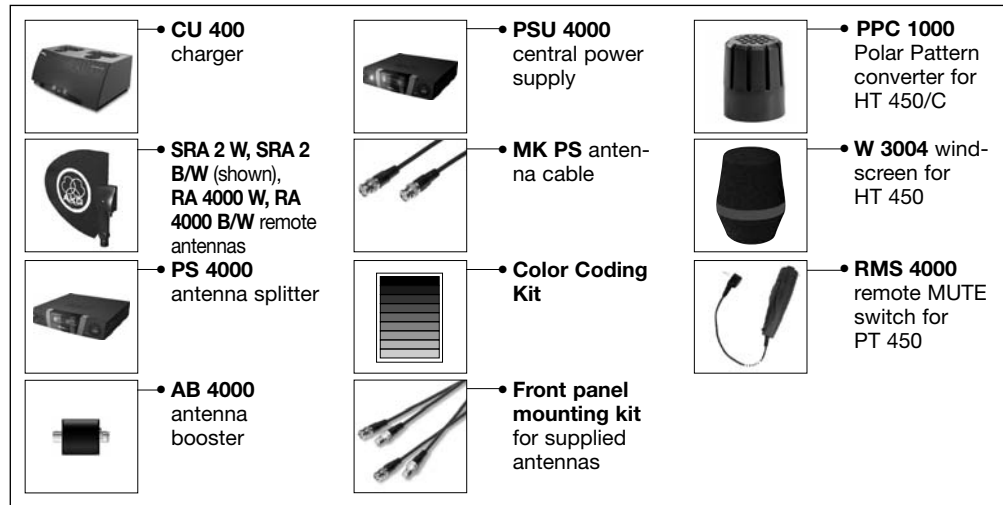 CU 400
charger
SRA 2 W, SRA 2
B/W (shown),
RA 4000 W, RA
4000 B/W remote
antennas
AKG
PS 4000
antenna splitter
AB 4000
antenna
booster
PSU 4000
central power
supply
MK PS anten-
na cable
Color Coding
Kit
Front panel
mounting kit
for supplied
antennas
PPC 1000
Polar Pattern
converter for
HT 450/C
W 3004 wind-
screen for
HT 450
RMS 4000
remote MUTE
switch for
PT 450